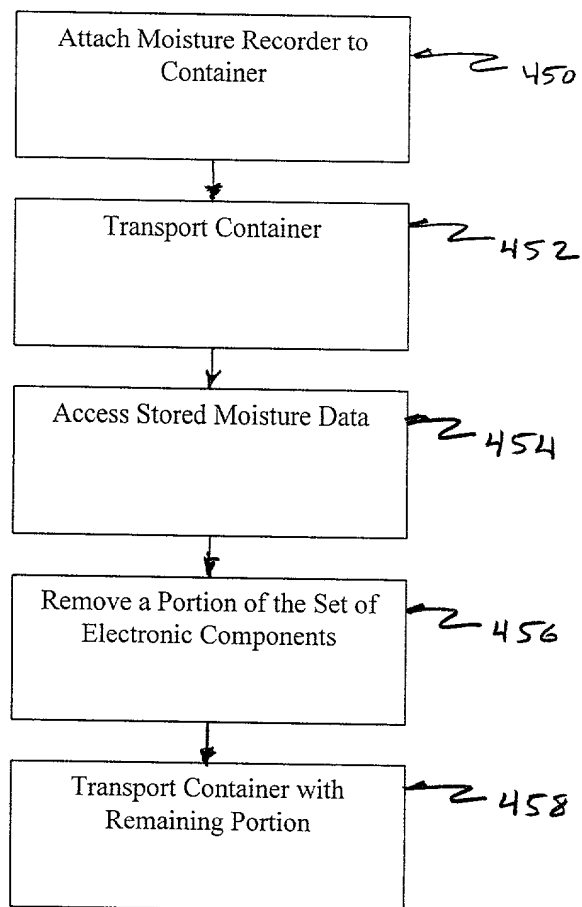 Attach Moisture Recorder to
Container
450
Transport Container
452
Access Stored Moisture Data
454
Remove a Portion of the Set of
Electronic Components
456
Transport Container with
Remaining Portion
458